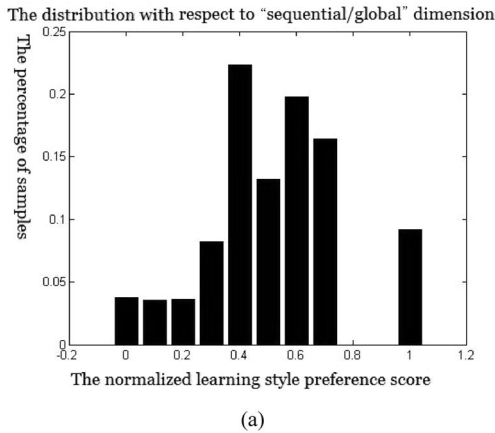 The distribution with respect to “sequential/global” dimension
The percentage of samples
0.25
0.2
0.15
0.1
0.05
0
-0.2 0 0.2 0.4 0.6 0.8 1 1.2
The normalized learning style preference score
(a)